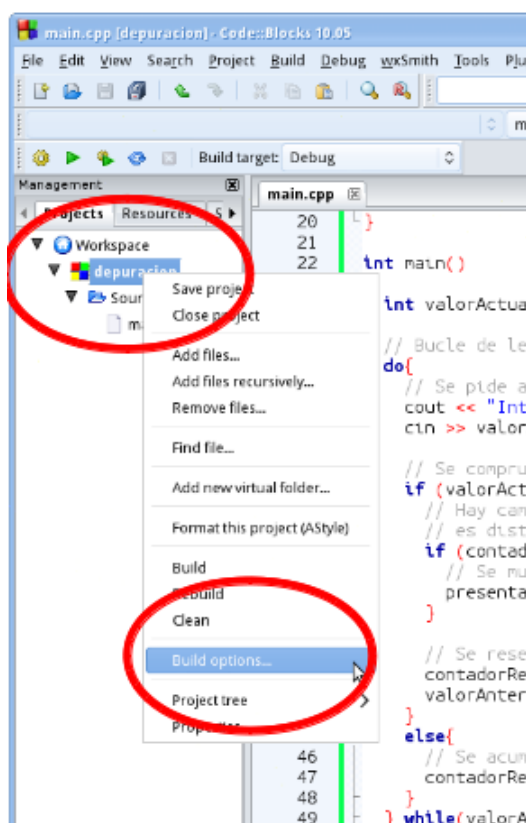 main.cpp [depuracion] - Code::Blocks 10.05
File Edit View Search Project Build Debug wxSmith Tools Plu
m
Build target: Debug
Management
Projects Resources S
main.cpp
Workspace
depuracion
Sour
ma
Save project
Close project
Add files...
Add files recursively...
Remove files...
Find file...
Add new virtual folder...
Format this project (AStyle)
Build
Rebuild
Clean
Build options...
Project tree
Properties
20 }
21
22 int main()
int valorActua
// Bucle de le
do{
// Se pide a
cout << "Int
cin >> valor
// Se compru
if (valorAct
// Hay cam
// es dist
if (contad
// Se mu
presenta
}
// Se rese
contadorRe
valorAnter
}
else{
46 // Se acum
47 contadorRe
48 }
49 } while(valorA